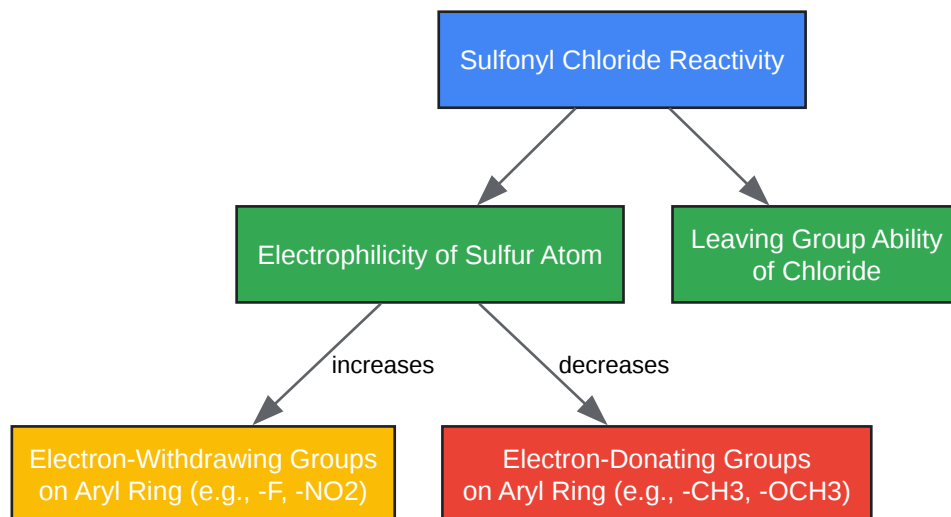 Sulfonyl Chloride Reactivity
Electrophilicity of Sulfur Atom
Leaving Group Ability
of Chloride
increases
decreases
Electron-Withdrawing Groups
on Aryl Ring (e.g., -F, -NO2)
Electron-Donating Groups
on Aryl Ring (e.g., -CH3, -OCH3)